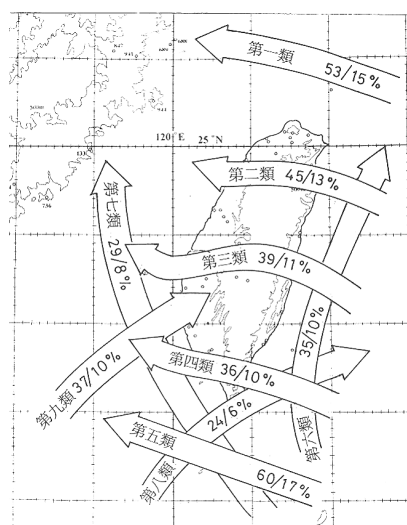 第一類 53/15%
120° E 25° N
第二類 45/13%
第七類 29/8%
第三類 39/11%
35/10%
第六類
第九類 37/10%
第四類 36/10%
24/6%
第八類
第五類 60/17%